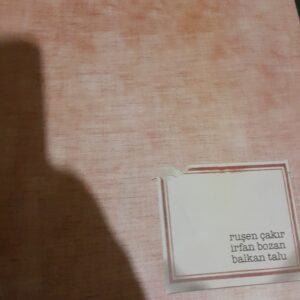 ruşen çakır
irfan bozan
balkan talu